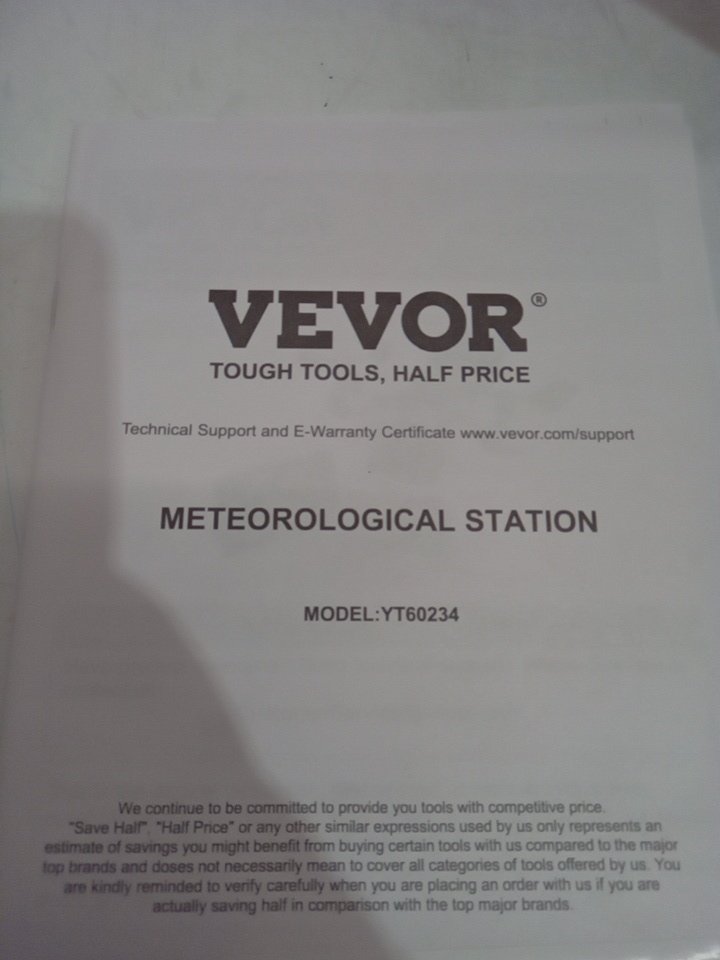 VEVOR®
TOUGH TOOLS, HALF PRICE
Technical Support and E-Warranty Certificate www.vevor.com/support
METEOROLOGICAL STATION
MODEL:YT60234
We continue to be committed to provide you tools with competitive price.
"Save Half", "Half Price" or any other similar expressions used by us only represents an
estimate of savings you might benefit from buying certain tools with us compared to the major
top brands and doses not necessarily mean to cover all categories of tools offered by us. You
are kindly reminded to verify carefully when you are placing an order with us if you are
actually saving half in comparison with the top major brands.